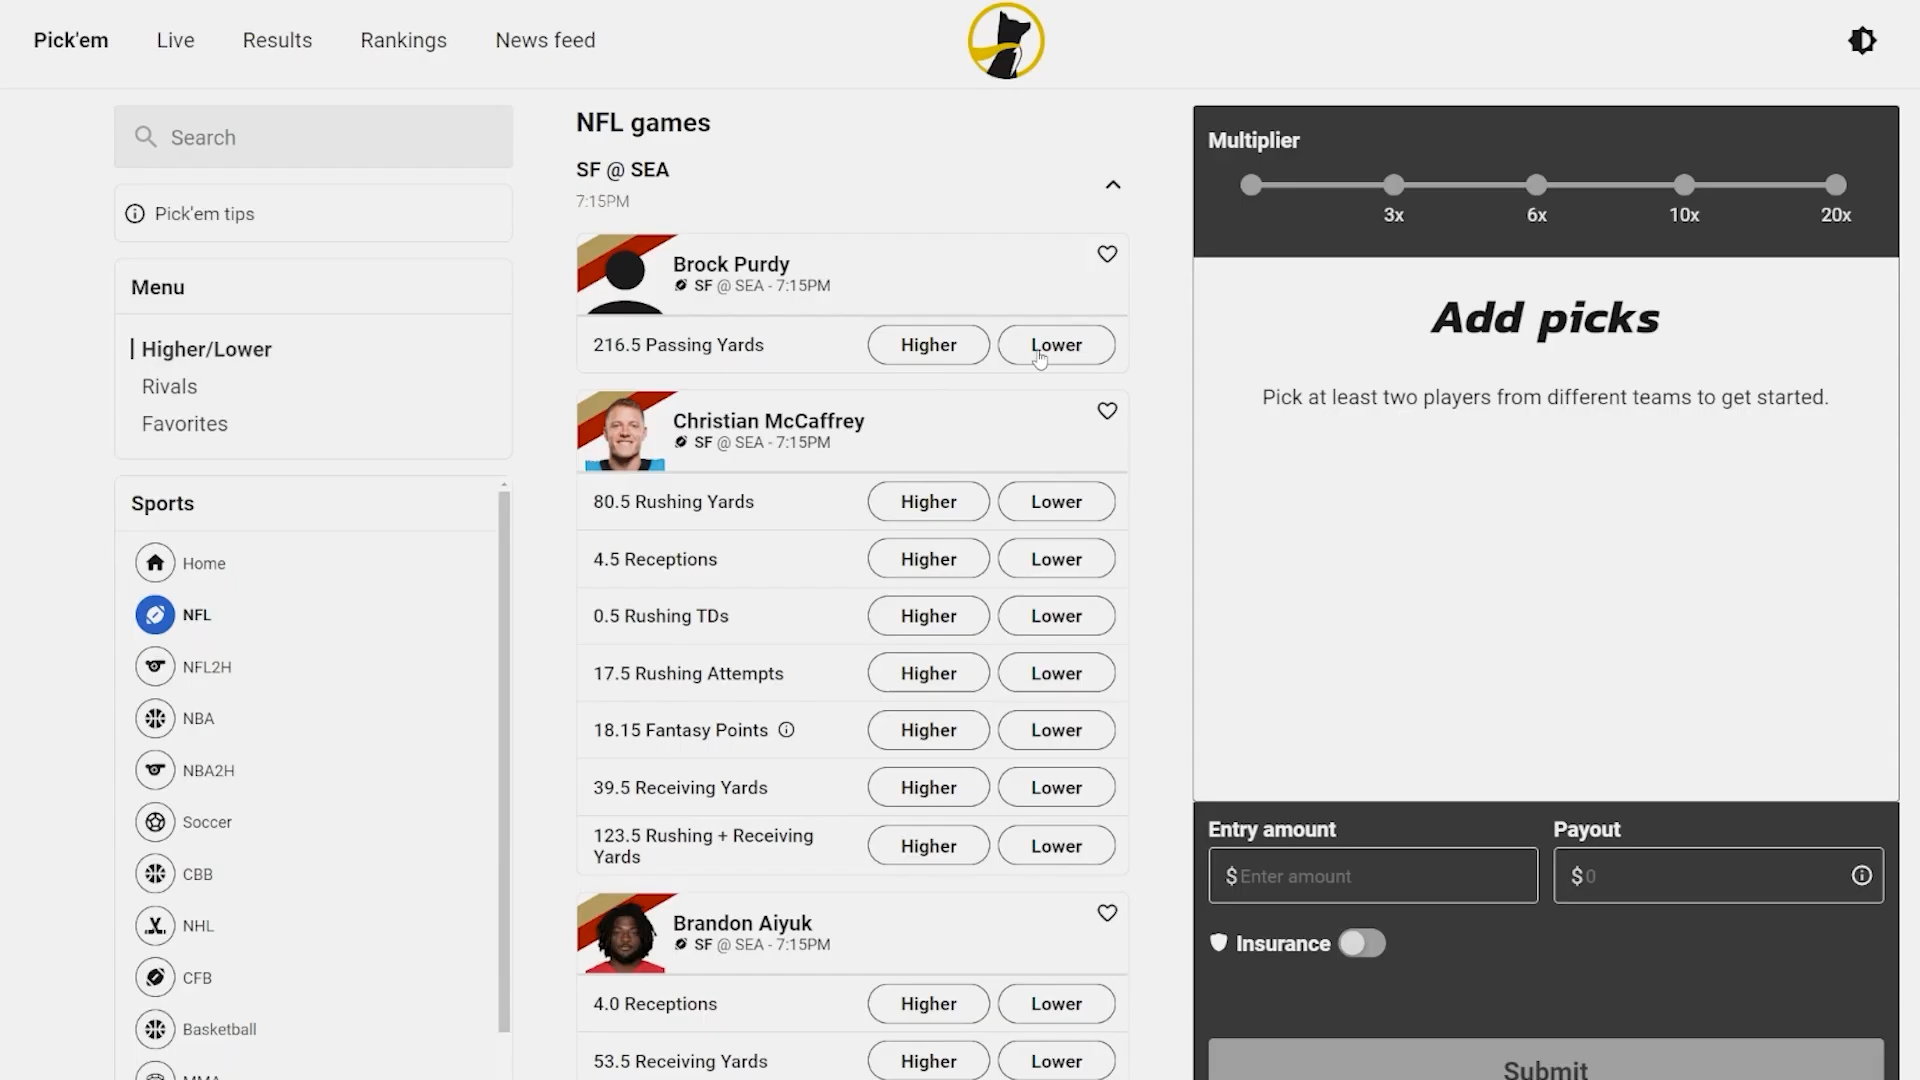 Pick'em
Live
Results
Rankings
News feed
Search
Pick'em tips
Menu
Higher/Lower
Rivals
Favorites
Sports
Home
NFL
NFL2H
NBA
NBA2H
Soccer
CBB
NHL
CFB
Basketball
MMA
NFL games
SF @ SEA
7:15PM
Brock Purdy
SF @ SEA - 7:15PM
216.5 Passing Yards Higher Lower
Christian McCaffrey
SF @ SEA - 7:15PM
80.5 Rushing Yards Higher Lower
4.5 Receptions Higher Lower
0.5 Rushing TDs Higher Lower
17.5 Rushing Attempts Higher Lower
18.15 Fantasy Points Higher Lower
39.5 Receiving Yards Higher Lower
123.5 Rushing + Receiving
Yards Higher Lower
Brandon Aiyuk
SF @ SEA - 7:15PM
4.0 Receptions Higher Lower
53.5 Receiving Yards Higher Lower
Multiplier
3x 6x 10x 20x
Add picks
Pick at least two players from different teams to get started.
Entry amount
$ Enter amount
Payout
$ 0
Insurance
Submit